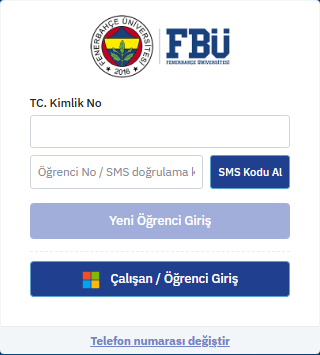 FENERBAHÇE ÜNİVERSİTESİ
2016
FBÜ
FENERBAHÇE ÜNİVERSİTESİ
TC. Kimlik No
Öğrenci No / SMS doğrulama k
SMS Kodu Al
Yeni Öğrenci Giriş
Çalışan / Öğrenci Giriş
Telefon numarası değiştir